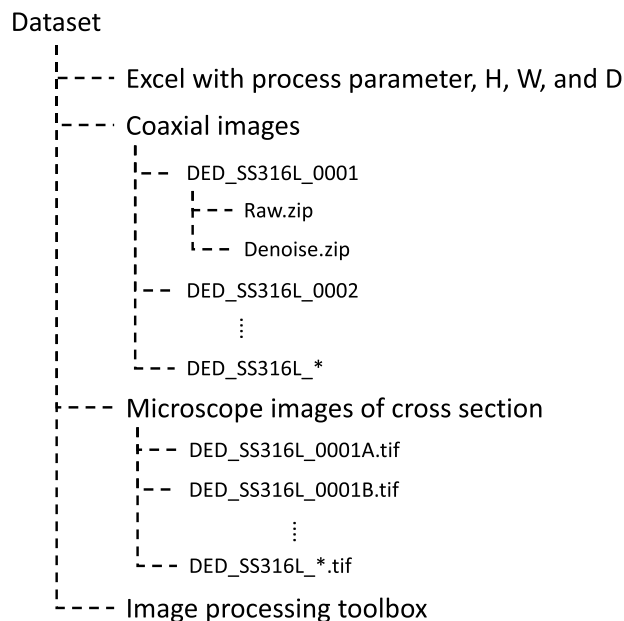 Dataset
Excel with process parameter, H, W, and D
Coaxial images
DED_SS316L_0001
Raw.zip
Denoise.zip
DED_SS316L_0002
DED_SS316L_*
Microscope images of cross section
DED_SS316L_0001A.tif
DED_SS316L_0001B.tif
DED_SS316L_*.tif
Image processing toolbox